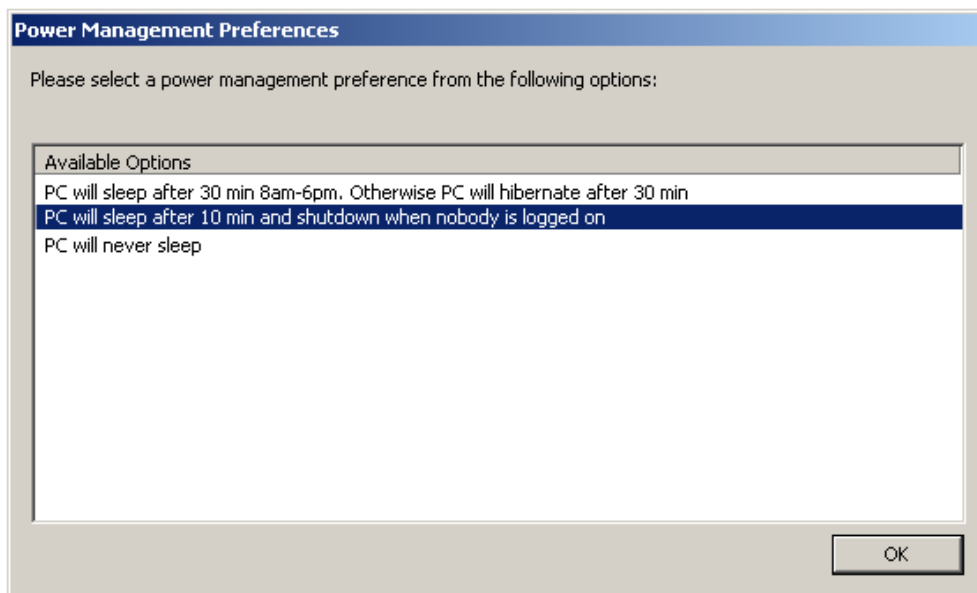 Power Management Preferences
Please select a power management preference from the following options:
Available Options
PC will sleep after 30 min 8am-6pm. Otherwise PC will hibernate after 30 min
PC will sleep after 10 min and shutdown when nobody is logged on
PC will never sleep
OK